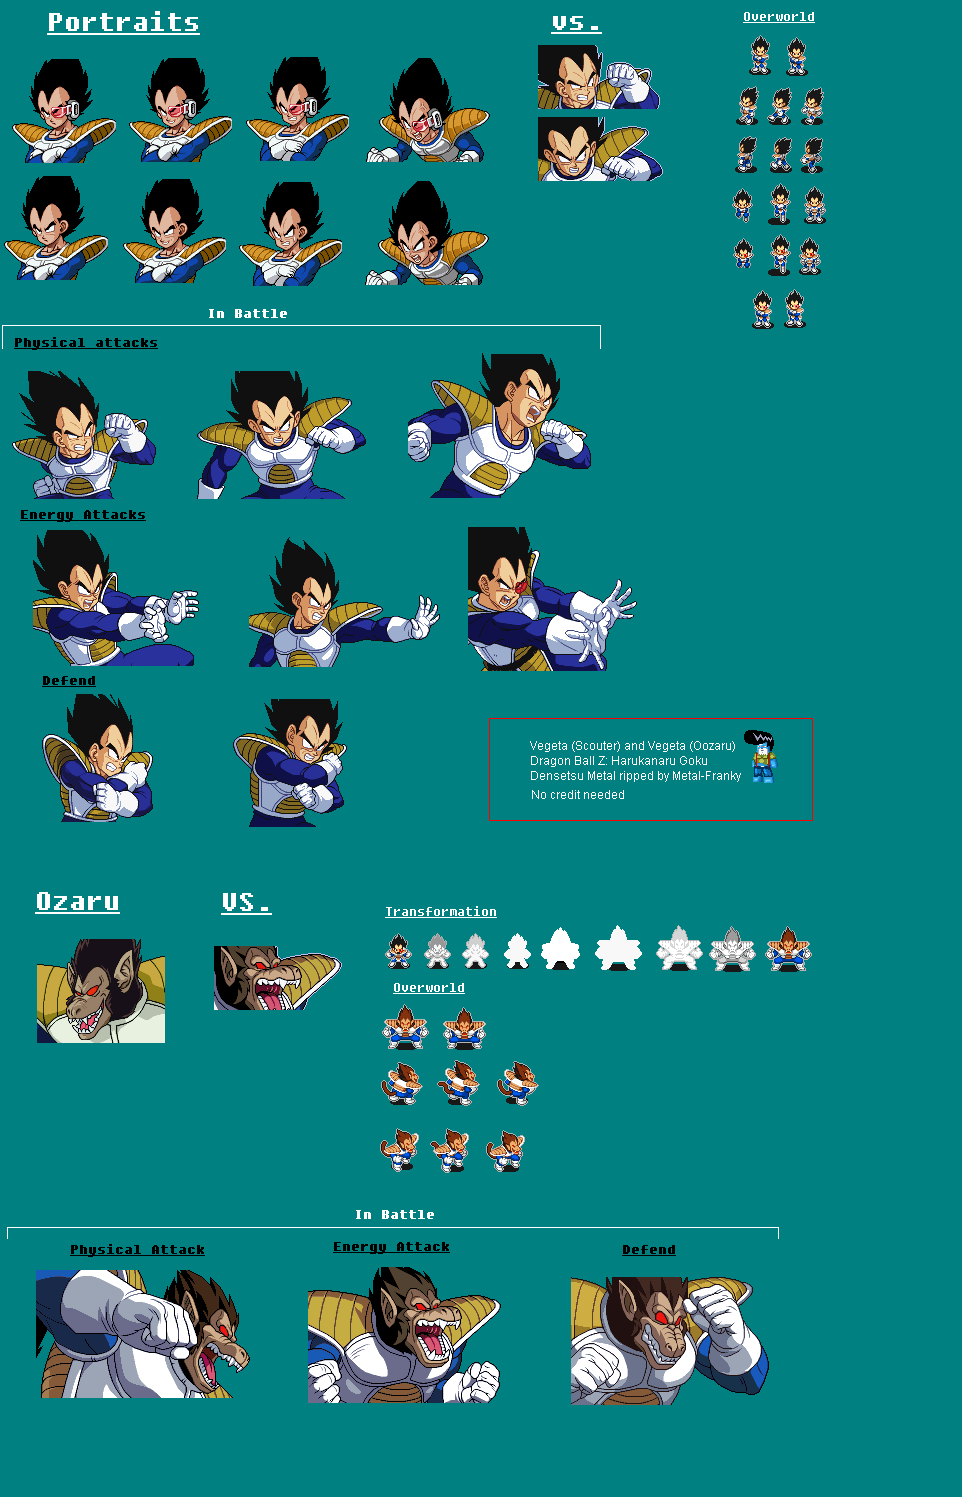 Portraits
vs.
Overworld
In Battle
Physical attacks
Energy Attacks
Defend
Vegeta (Scouter) and Vegeta (Oozaru)
Dragon Ball Z: Harukanaru Goku
Densetsu Metal ripped by Metal-Franky
No credit needed
Ozaru
VS.
Transformation
Overworld
In Battle
Physical Attack
Energy Attack
Defend